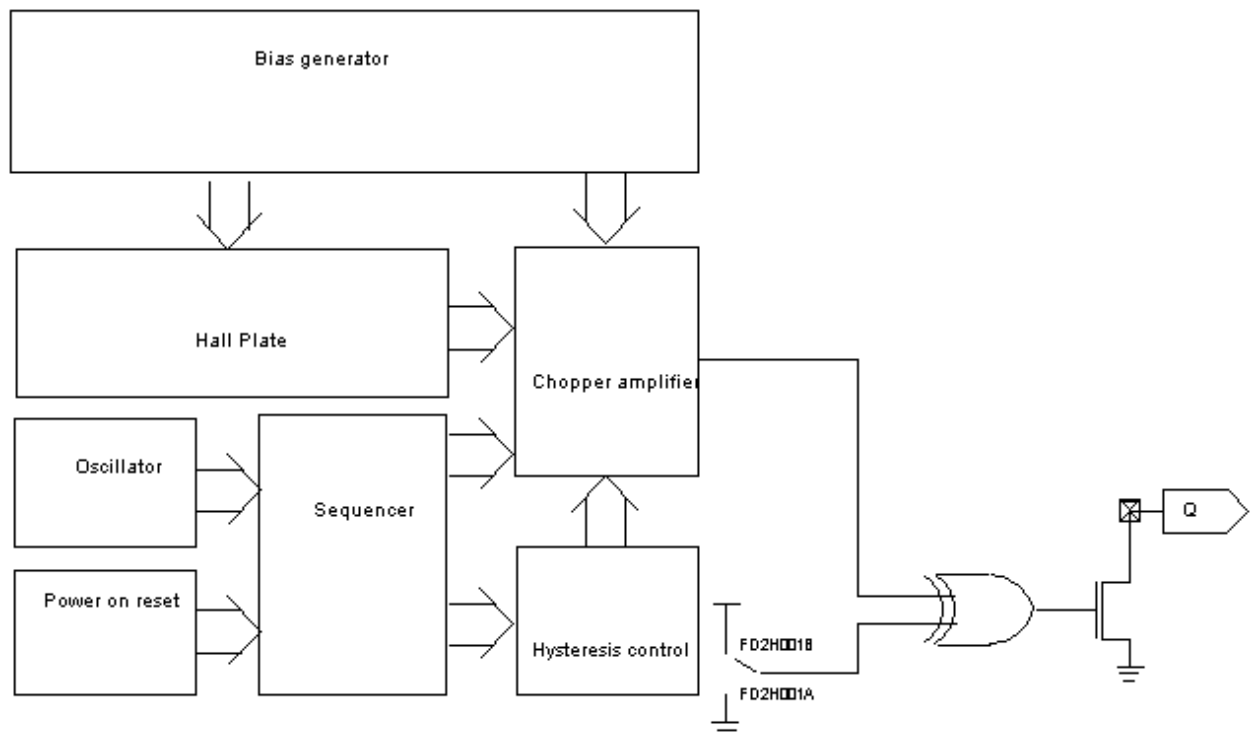 Bias generator
Hall Plate
Chopper amplifier
Oscillator
Sequencer
Q
Power on reset
Hysteresis control